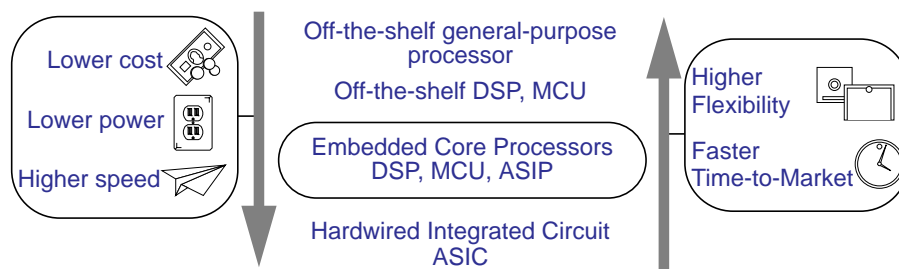 Lower cost
Lower power
Higher speed
Off-the-shelf general-purpose
processor
Off-the-shelf DSP, MCU
Embedded Core Processors
DSP, MCU, ASIP
Hardwired Integrated Circuit
ASIC
Higher
Flexibility
Faster
Time-to-Market